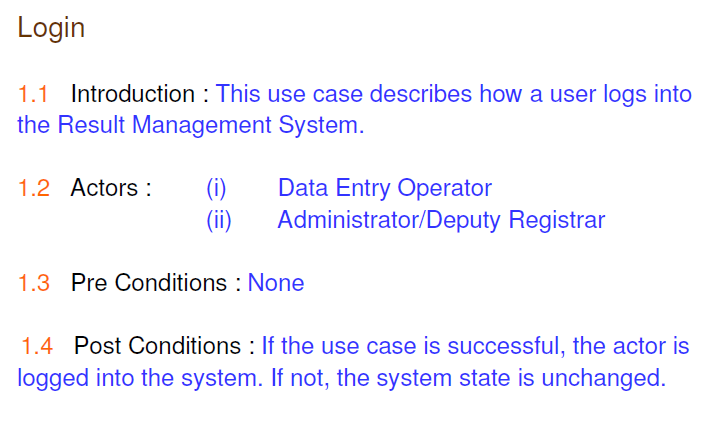 Login
1.1 Introduction : This use case describes how a user logs into
the Result Management System.
1.2 Actors : (i) Data Entry Operator
(ii) Administrator/Deputy Registrar
1.3 Pre Conditions : None
1.4 Post Conditions : If the use case is successful, the actor is
logged into the system. If not, the system state is unchanged.